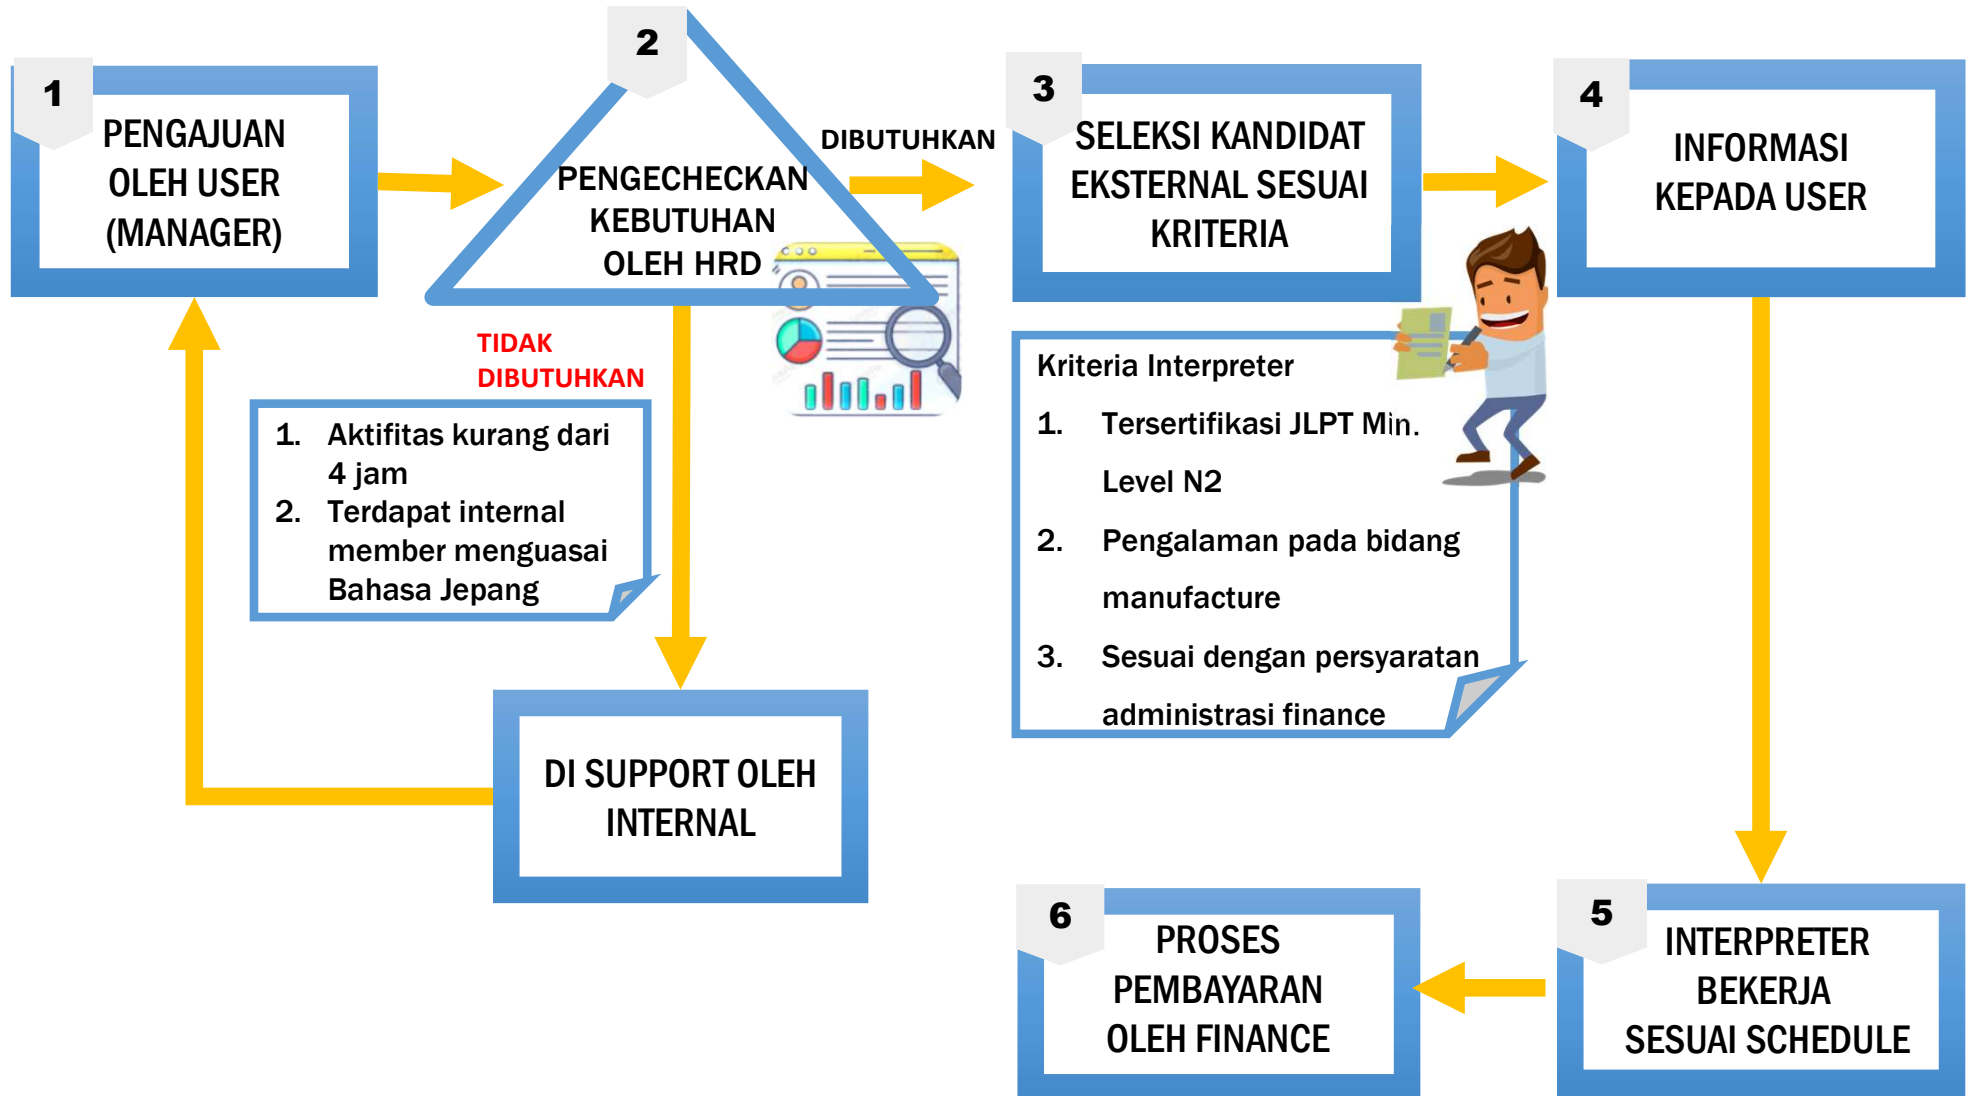 1
PENGAJUAN
OLEH USER
(MANAGER)
2
PENGECHECKAN
KEBUTUHAN
OLEH HRD
DIBUTUHKAN
3
SELEKSI KANDIDAT
EKSTERNAL SESUAI
KRITERIA
4
INFORMASI
KEPADA USER
TIDAK
DIBUTUHKAN
1. Aktifitas kurang dari
4 jam
2. Terdapat internal
member menguasai
Bahasa Jepang
Kriteria Interpreter
1. Tersertifikasi JLPT Min.
Level N2
2. Pengalaman pada bidang
manufacture
3. Sesuai dengan persyaratan
administrasi finance
DI SUPPORT OLEH
INTERNAL
5
INTERPRETER
BEKERJA
SESUAI SCHEDULE
6
PROSES
PEMBAYARAN
OLEH FINANCE